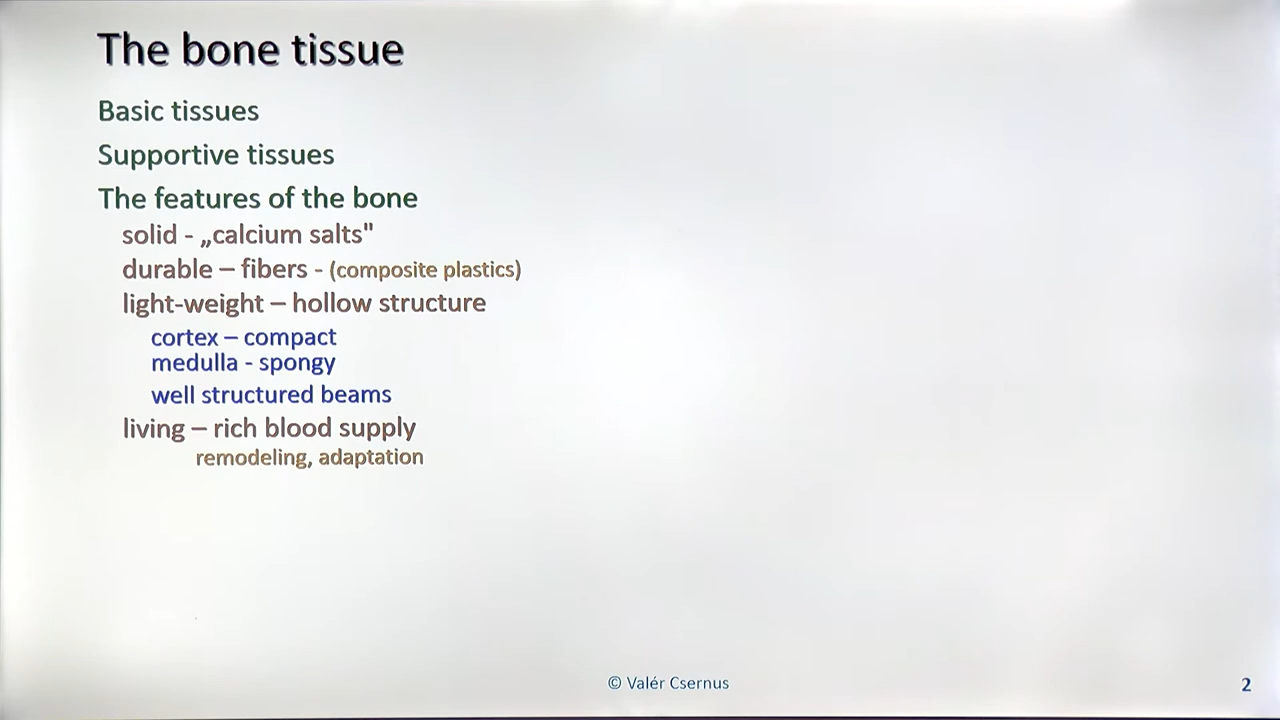 The bone tissue
Basic tissues
Supportive tissues
The features of the bone
solid - „calcium salts"
durable – fibers - (composite plastics)
light-weight – hollow structure
cortex – compact
medulla - spongy
well structured beams
living – rich blood supply
remodeling, adaptation
© Valér Csernus
2